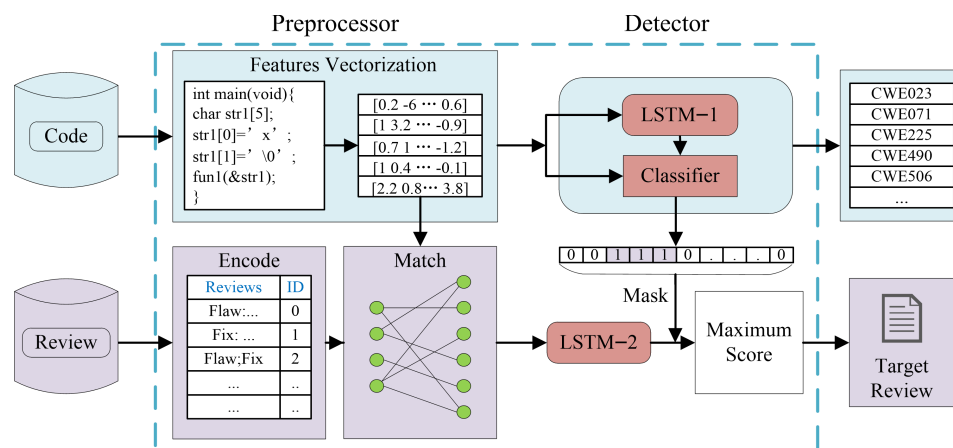 Preprocessor
Detector
Features Vectorization
Code
int main(void){
char str1[5];
str1[0]=’x’;
str1[1]=’\0’;
fun1(&str1);
}
[0.2 -6 ··· 0.6]
[1 3.2 ··· -0.9]
[0.7 1 ··· -1.2]
[1 0.4 ··· -0.1]
[2.2 0.8··· 3.8]
LSTM−1
Classifier
CWE023
CWE071
CWE225
CWE490
CWE506
...
0 0 1 1 1 0 . . . 0
Mask
Review
Encode
Reviews ID
Flaw:... 0
Fix: ... 1
Flaw;Fix 2
... ..
... ..
Match
LSTM−2
Maximum
Score
Target
Review